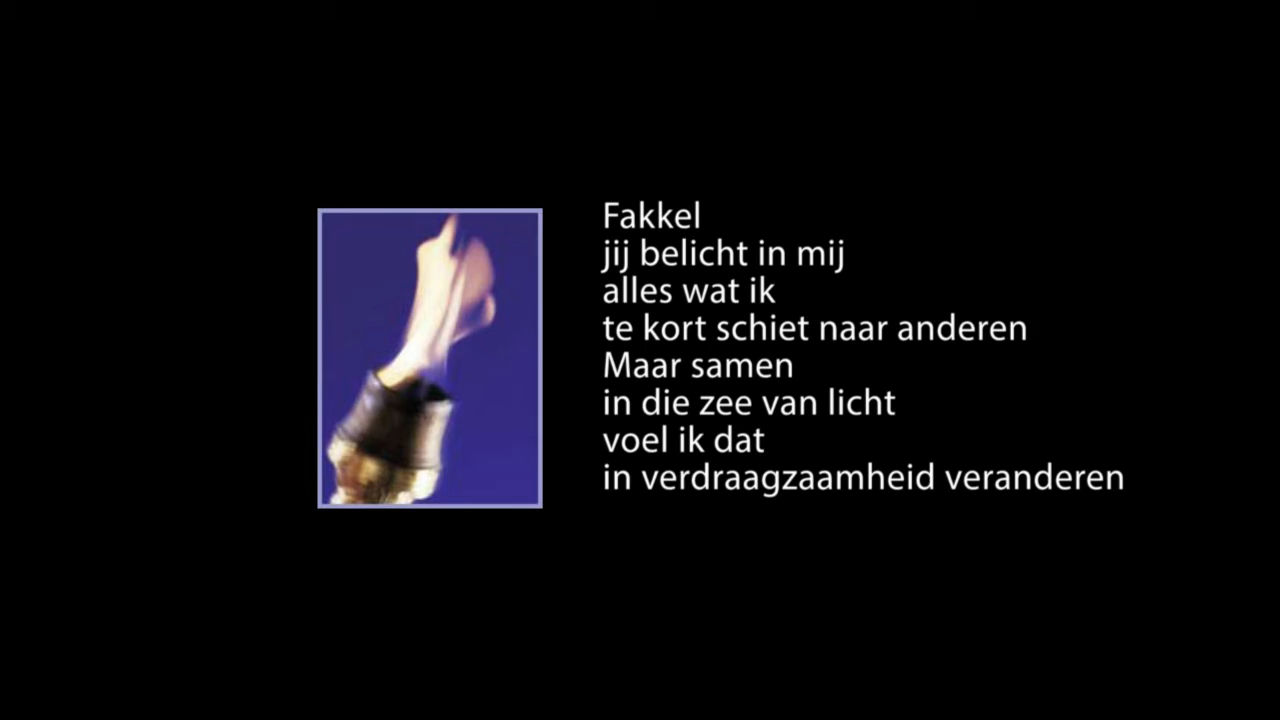 Fakkel
jij belicht in mij
alles wat ik
te kort schiet naar anderen
Maar samen
in die zee van licht
voel ik dat
in verdraagzaamheid veranderen